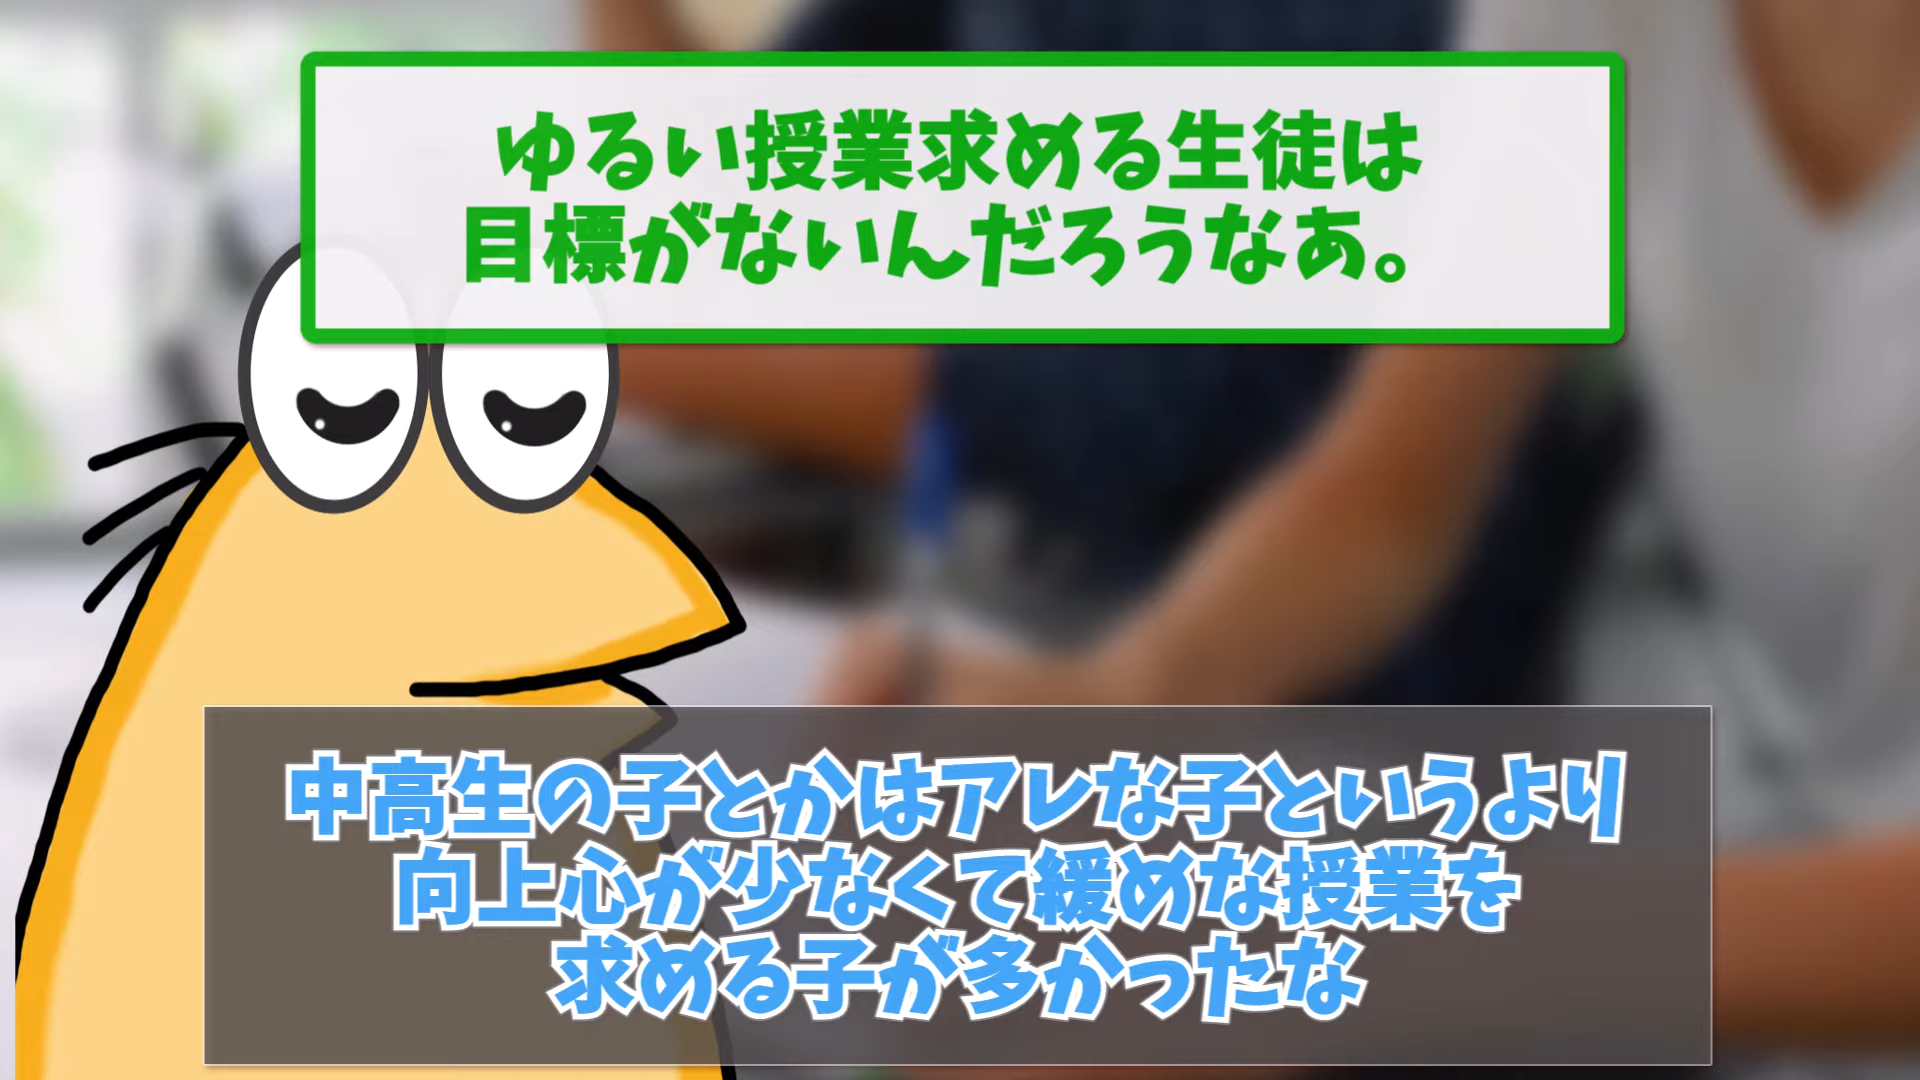 ゆるい授業求める生徒は
目標がないんだろうなあ。
中高生の子とかはアレな子というより
向上心が少なくて緩めな授業を
求める子が多かったな